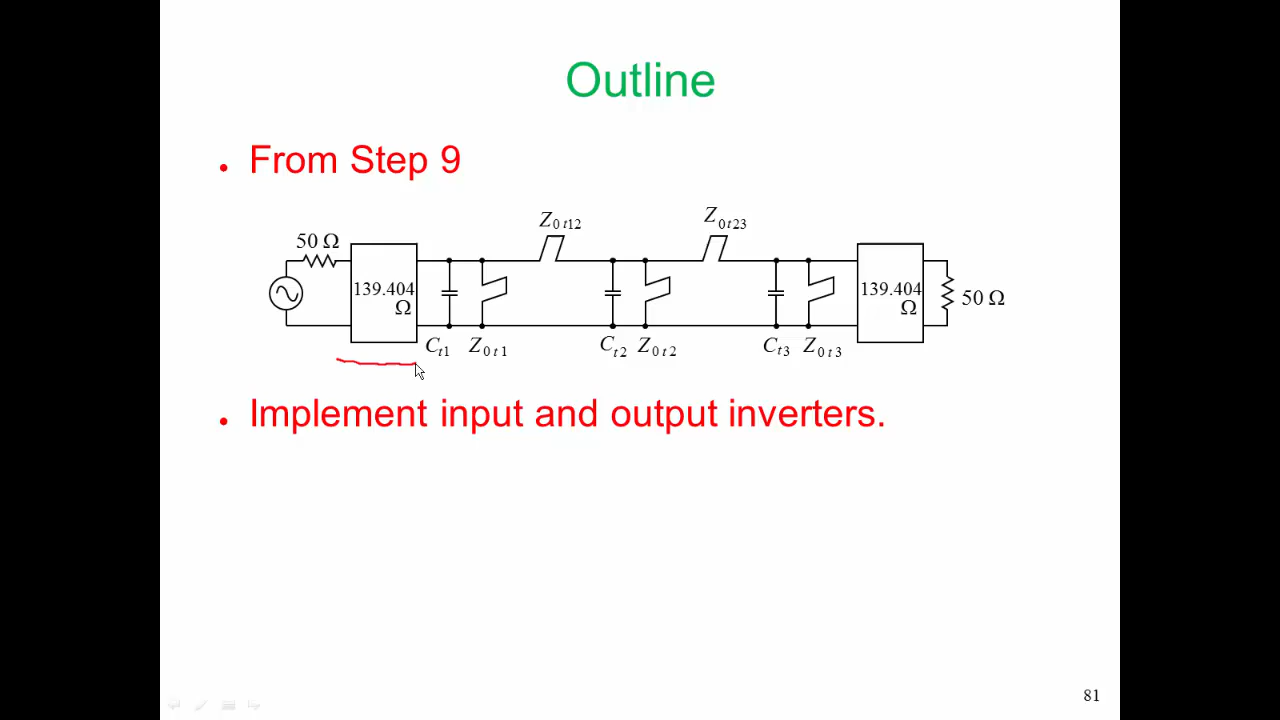 Outline
• From Step 9
Z0t12 Z0t23
50 Ω
139.404 Ω
139.404 Ω
50 Ω
Ct1 Z0t1 Ct2 Z0t2 Ct3 Z0t3
• Implement input and output inverters.
81